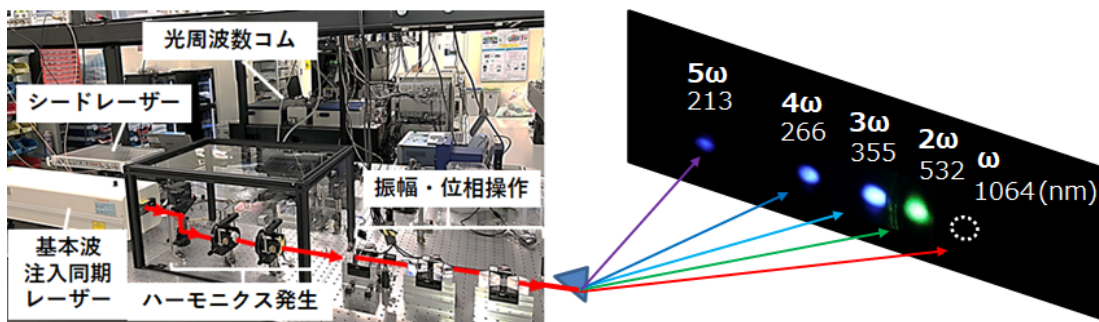 光周波数コム
シードレーザー
振幅・位相操作
基本波
注入同期
レーザー
ハーモニクス発生
5ω
213
4ω
266
3ω
355
2ω
532
ω
1064(nm)